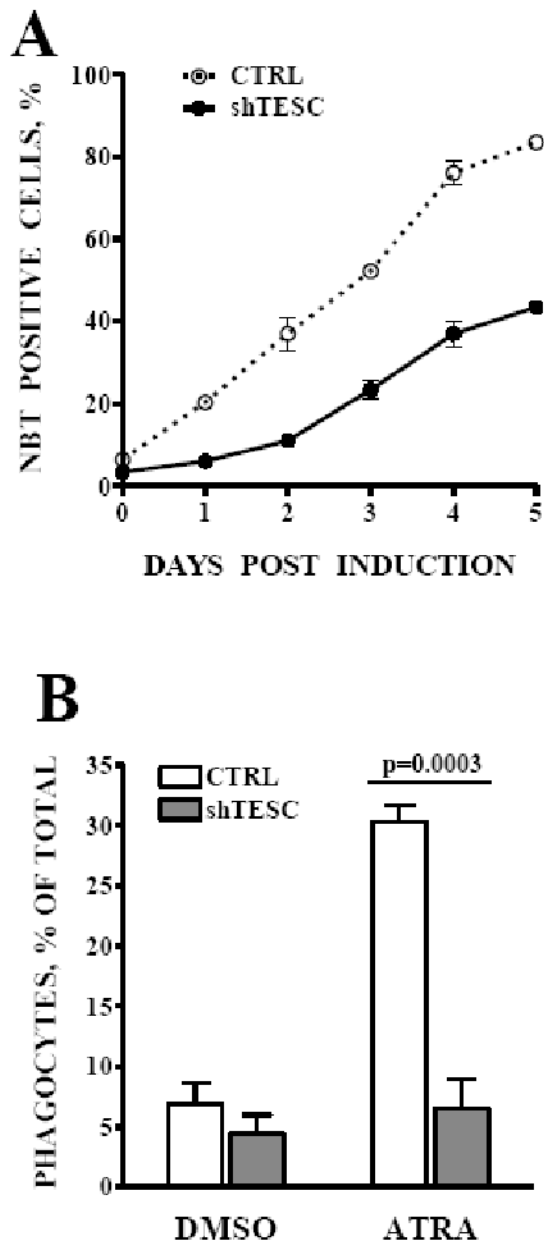 A
CTRL
shTESC
NBT POSITIVE CELLS, %
100
80
60
40
20
0
0 1 2 3 4 5
DAYS POST INDUCTION
B
CTRL
shTESC
p=0.0003
PHAGOCYTES, % OF TOTAL
35
30
25
20
15
10
5
0
DMSO ATRA